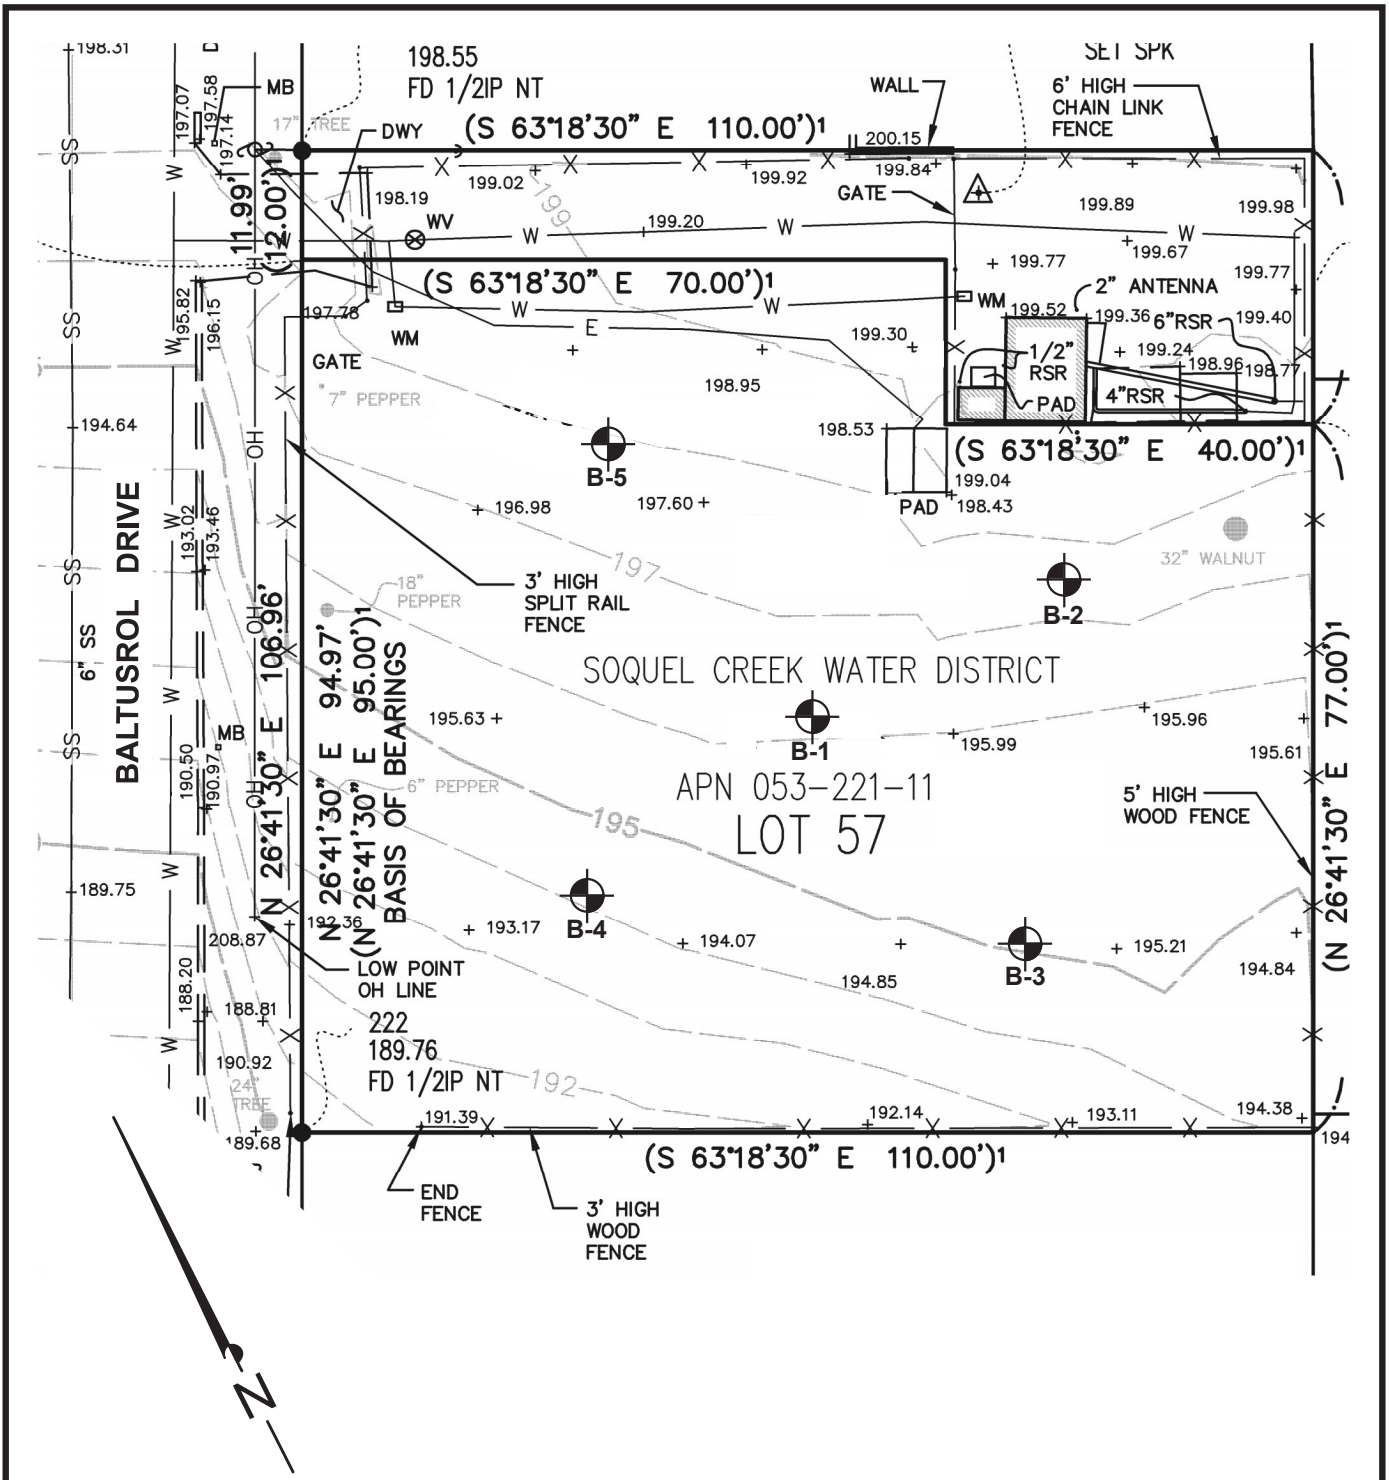 198.31
D
197.07
197.58
197.14
MB
17" TREE
198.55
FD 1/2IP NT
DWY
(S 63°18'30" E 110.00')1
WALL
200.15
SET SPK
6' HIGH
CHAIN LINK
FENCE
SS
W
11.99'
(12.00')1
198.19
199.02
199
199.92
199.84
GATE
199.89
199.98
WV
W
199.20
W
W
199.67
OH
(S 63°18'30" E 70.00')1
199.77
199.77
2" ANTENNA
195.82
196.15
197.78
WM
W
E
W
WM
199.52
199.36
6"RSR
199.40
SS
W
GATE
199.30
1/2"
RSR
199.24
198.96
198.77
7" PEPPER
198.95
PAD
4"RSR
194.64
OH
198.53
(S 63°18'30" E 40.00')1
B-5
199.04
PAD
198.43
193.02
193.46
W
196.98
197.60
32" WALNUT
BALTUSROL DRIVE
6" SS
SS
197
18"
PEPPER
3' HIGH
SPLIT RAIL
FENCE
B-2
OH
N 26°41'30" E 106.96'
N 26°41'30" E 94.97'
(N 26°41'30" E 95.00')1
BASIS OF BEARINGS
SOQUEL CREEK WATER DISTRICT
W
195.63
B-1
195.99
195.96
195.61
(N 26°41'30" E 77.00')1
SS
MB
190.50
190.97
OH
6" PEPPER
APN 053-221-11
LOT 57
195
5' HIGH
WOOD FENCE
189.75
W
192.36
193.17
B-4
194.07
B-3
195.21
194.84
208.87
LOW POINT
OH LINE
194.85
188.20
188.81
222
189.76
FD 1/2IP NT
W
190.92
24"
TREE
192
191.39
192.14
193.11
194.38
189.68
194
(S 63°18'30" E 110.00')1
END
FENCE
3' HIGH
WOOD
FENCE
N